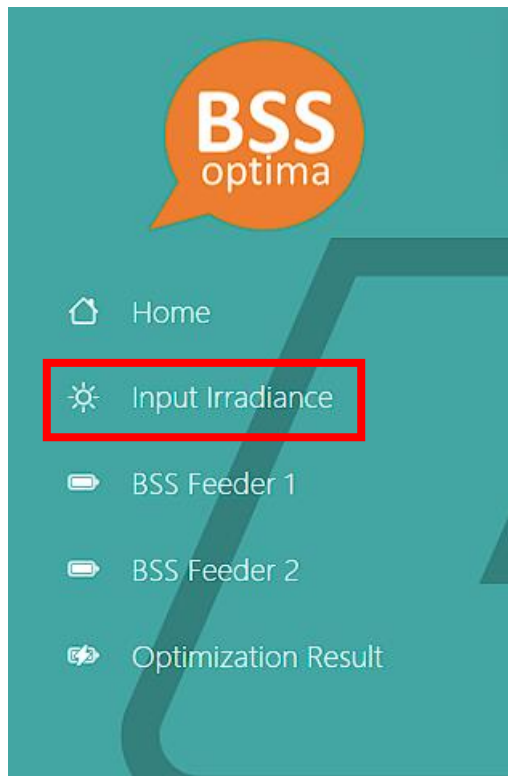 BSS
optima
Home
Input Irradiance
BSS Feeder 1
BSS Feeder 2
Optimization Result